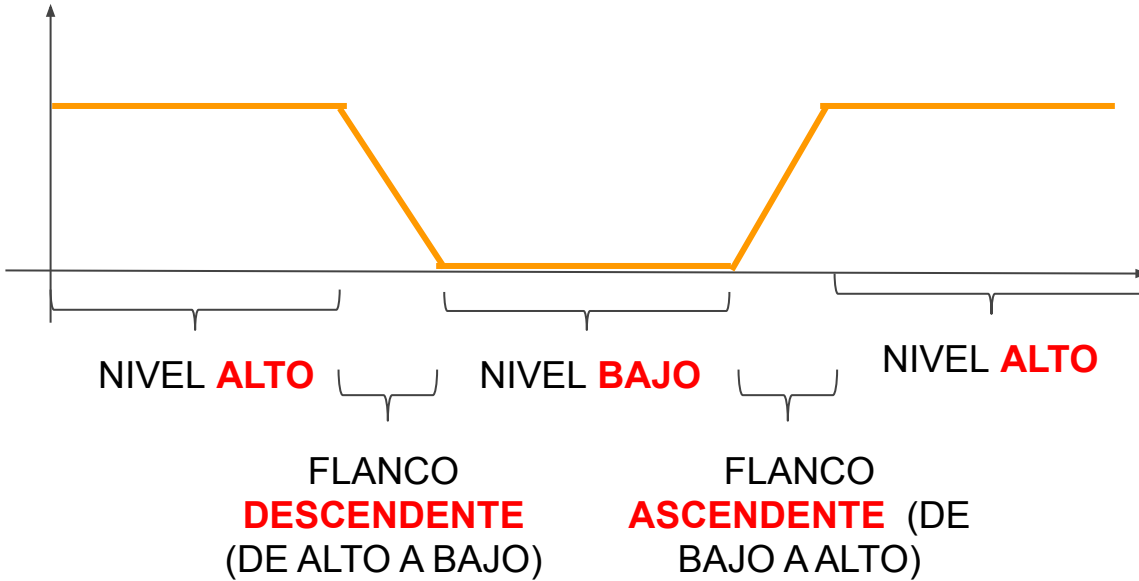 NIVEL ALTO
NIVEL BAJO
NIVEL ALTO
FLANCO
DESCENDENTE
(DE ALTO A BAJO)
FLANCO
ASCENDENTE (DE
BAJO A ALTO)